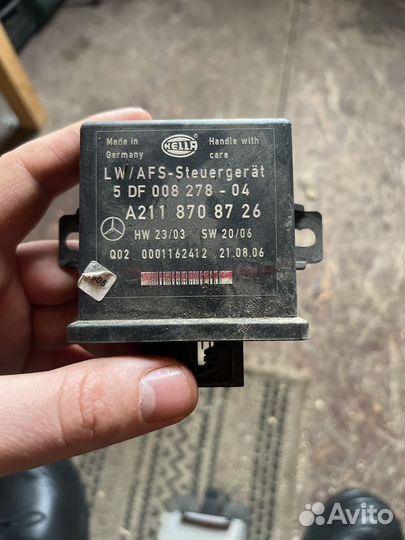 Made in
Germany
HELLA
Handle with
care
LW/AFS-Steuergerät
5 DF 008 278 - 04
A211 870 87 26
HW 23/03 SW 20/06
Q02 0001162412 21.08.06
Avito